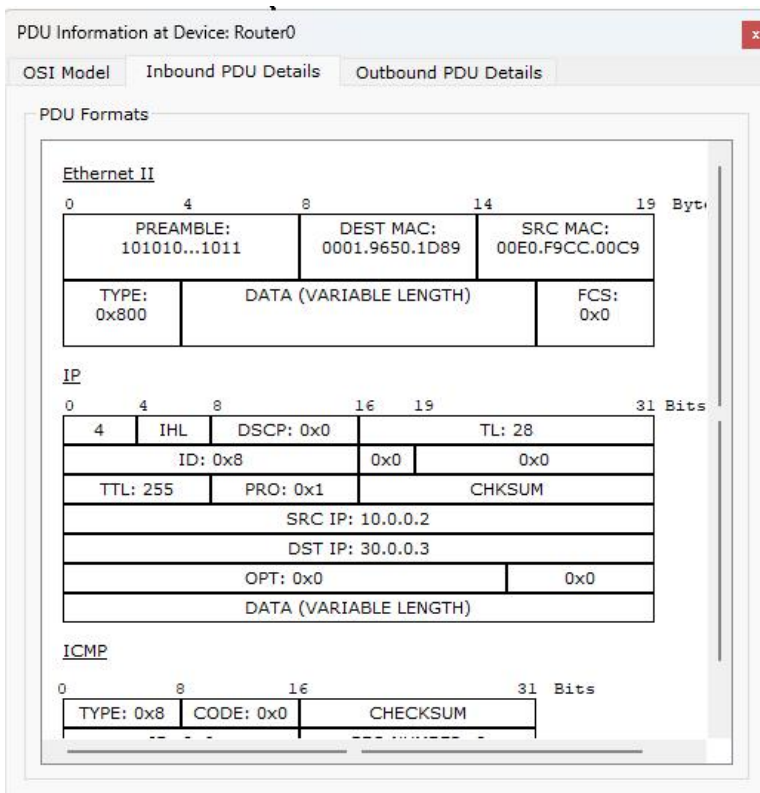 PDU Information at Device: Router0
x
OSI Model Inbound PDU Details Outbound PDU Details
PDU Formats
Ethernet II
0 4 8 14 19
PREAMBLE: DEST MAC: SRC MAC:
101010...1011 0001.9650.1D89 00E0.F9CC.00C9
TYPE: DATA (VARIABLE LENGTH) FCS:
0x800 0x0
IP
0 4 8 16 19 31 Bits
4 IHL DSCP: 0x0 TL: 28
ID: 0x8 0x0 0x0
TTL: 255 PRO: 0x1 CHKSUM
SRC IP: 10.0.0.2
DST IP: 30.0.0.3
OPT: 0x0 0x0
DATA (VARIABLE LENGTH)
ICMP
0 8 16 31 Bits
TYPE: 0x8 CODE: 0x0 CHECKSUM